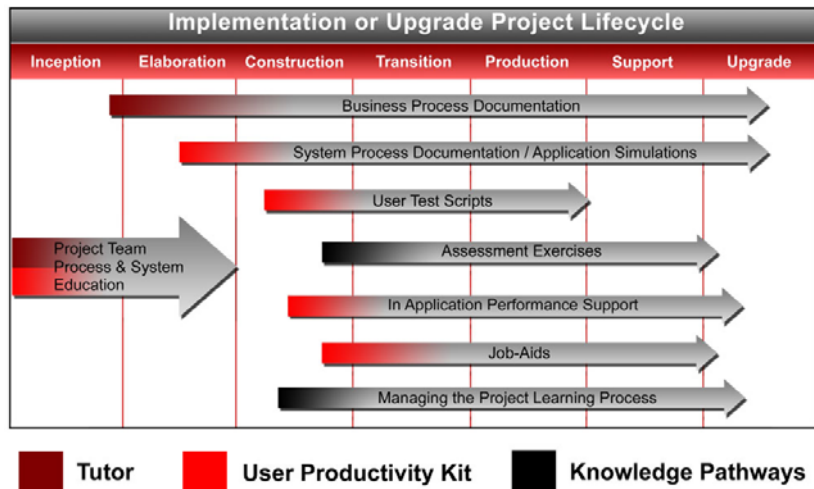 Implementation or Upgrade Project Lifecycle
Inception Elaboration Construction Transition Production Support Upgrade
Business Process Documentation
System Process Documentation / Application Simulations
User Test Scripts
Project Team
Process & System
Education
Assessment Exercises
In Application Performance Support
Job-Aids
Managing the Project Learning Process
Tutor User Productivity Kit Knowledge Pathways